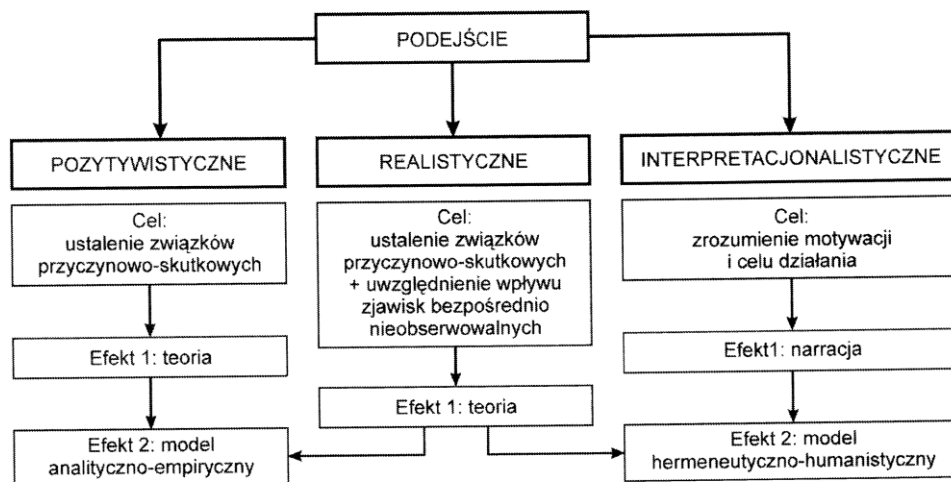 PODEJŚCIE
POZYTYWISTYCZNE
Cel:
ustalenie związków
przyczynowo-skutkowych
Efekt 1: teoria
Efekt 2: model
analityczno-empiryczny
REALISTYCZNE
Cel:
ustalenie związków
przyczynowo-skutkowych
+ uwzględnienie wpływu
zjawisk bezpośrednio
nieobserwowalnych
Efekt 1: teoria
INTERPRETACJONALISTYCZNE
Cel:
zrozumienie motywacji
i celu działania
Efekt1: narracja
Efekt 2: model
hermeneutyczno-humanistyczny